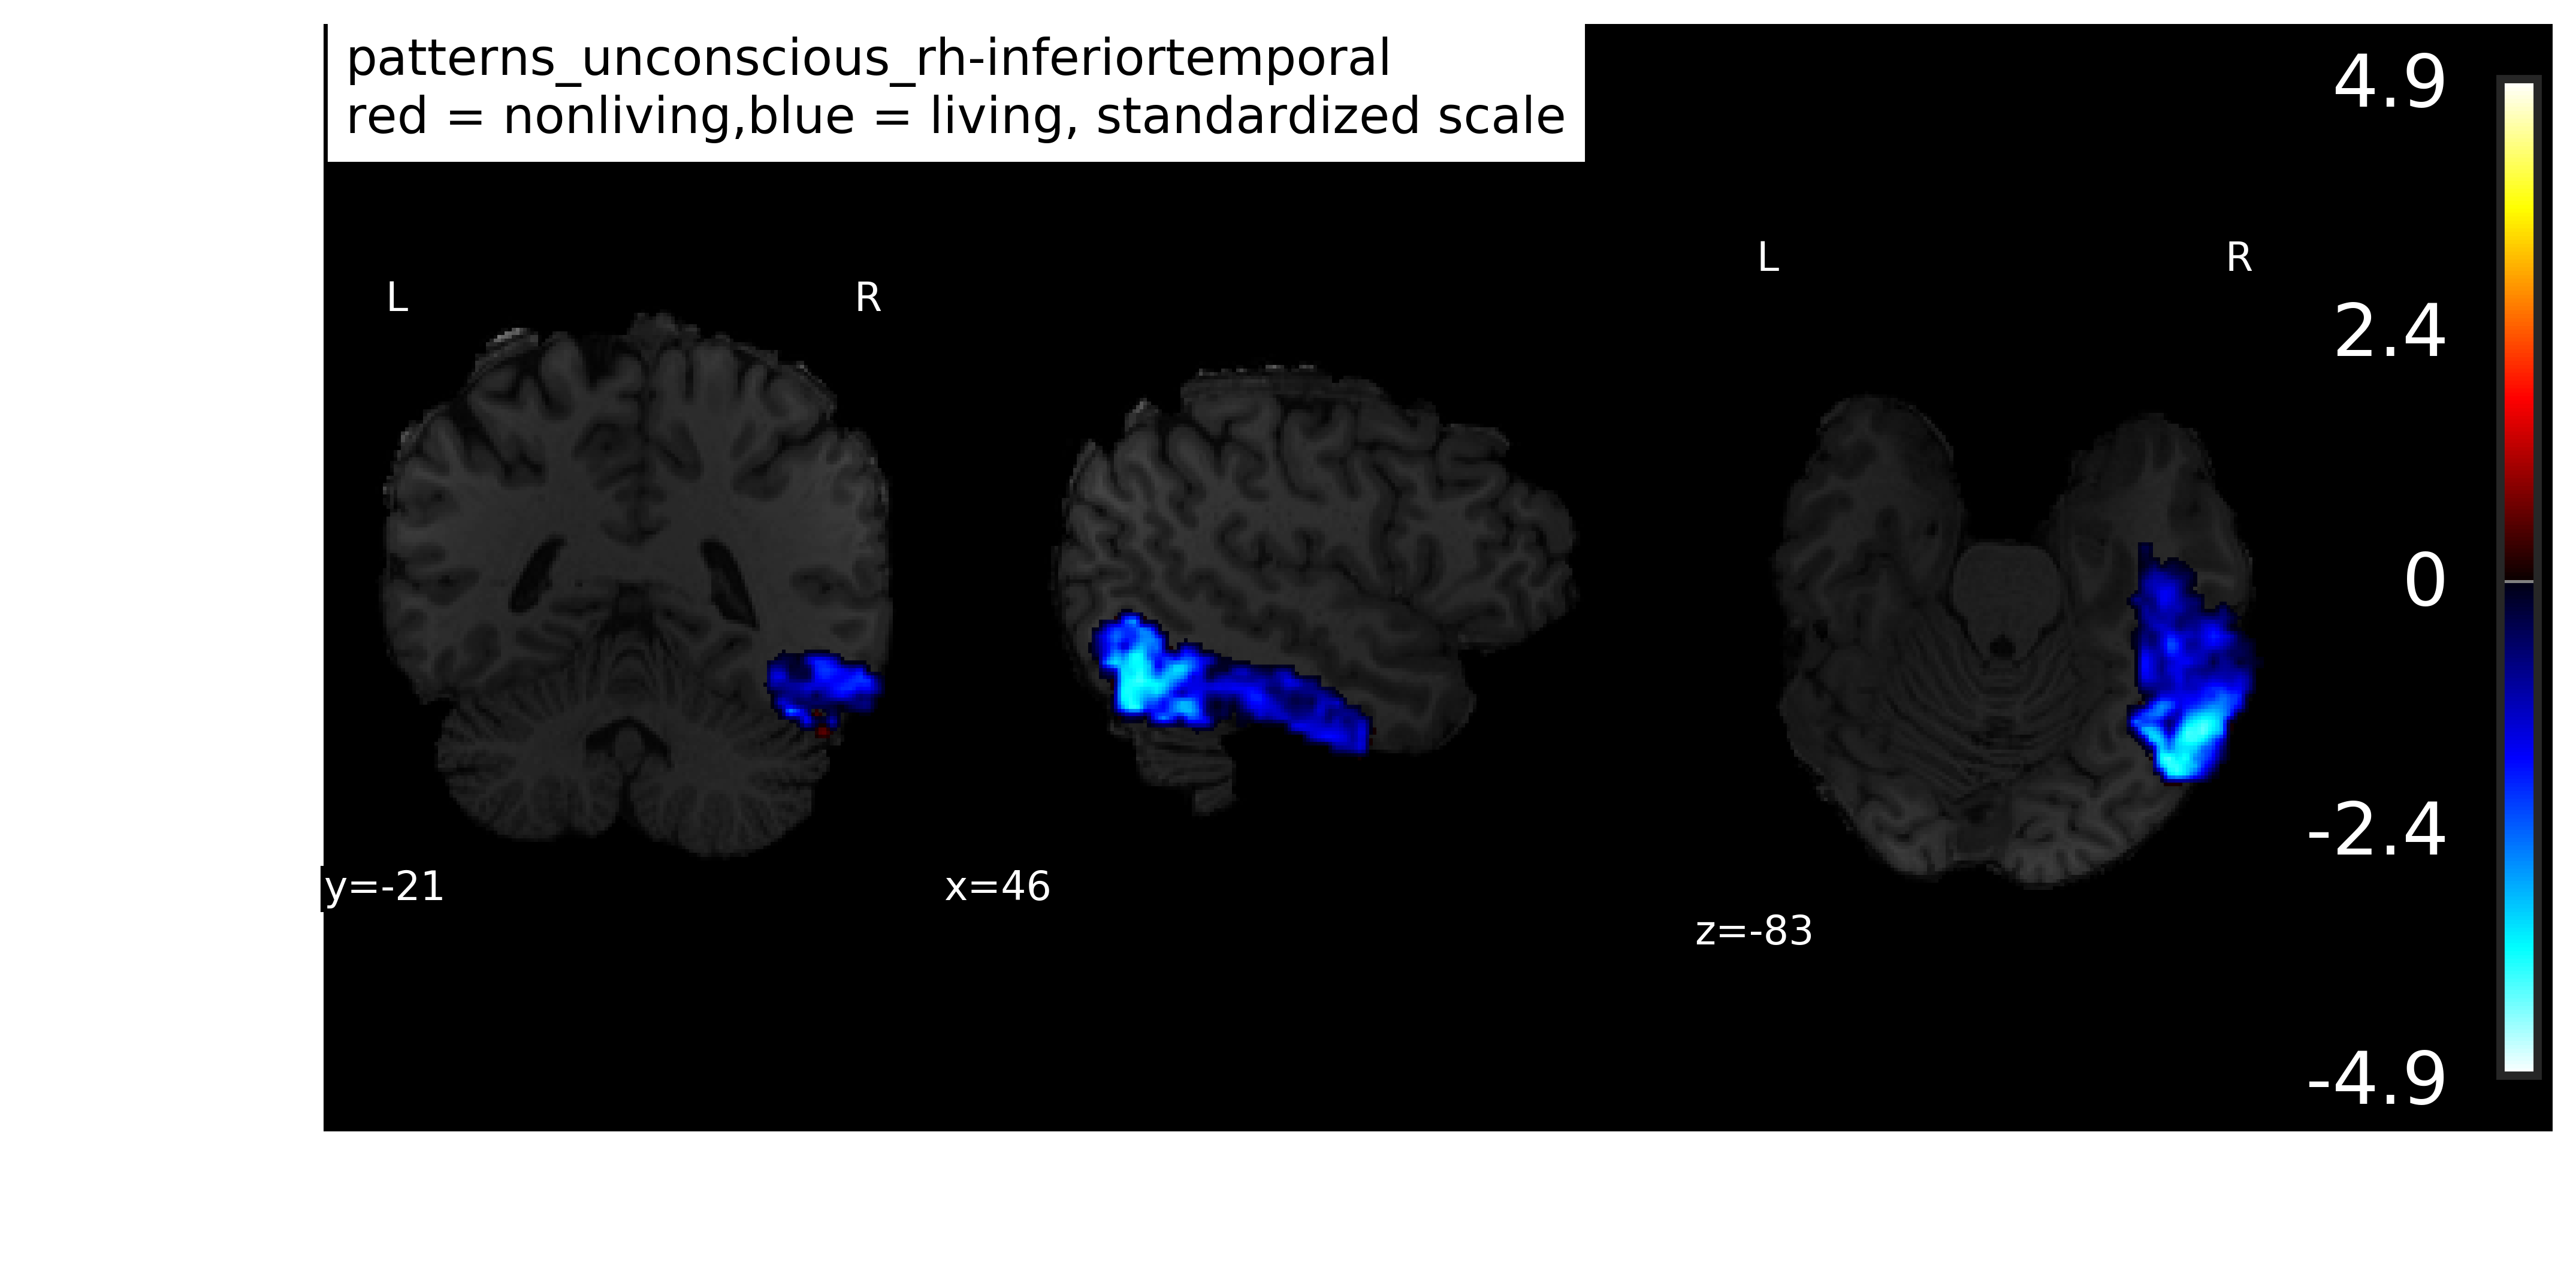 patterns_unconscious_rh-inferiortemporal
red = nonliving,blue = living, standardized scale
L R
L R
y=-21
x=46
z=-83
4.9
2.4
0
-2.4
-4.9